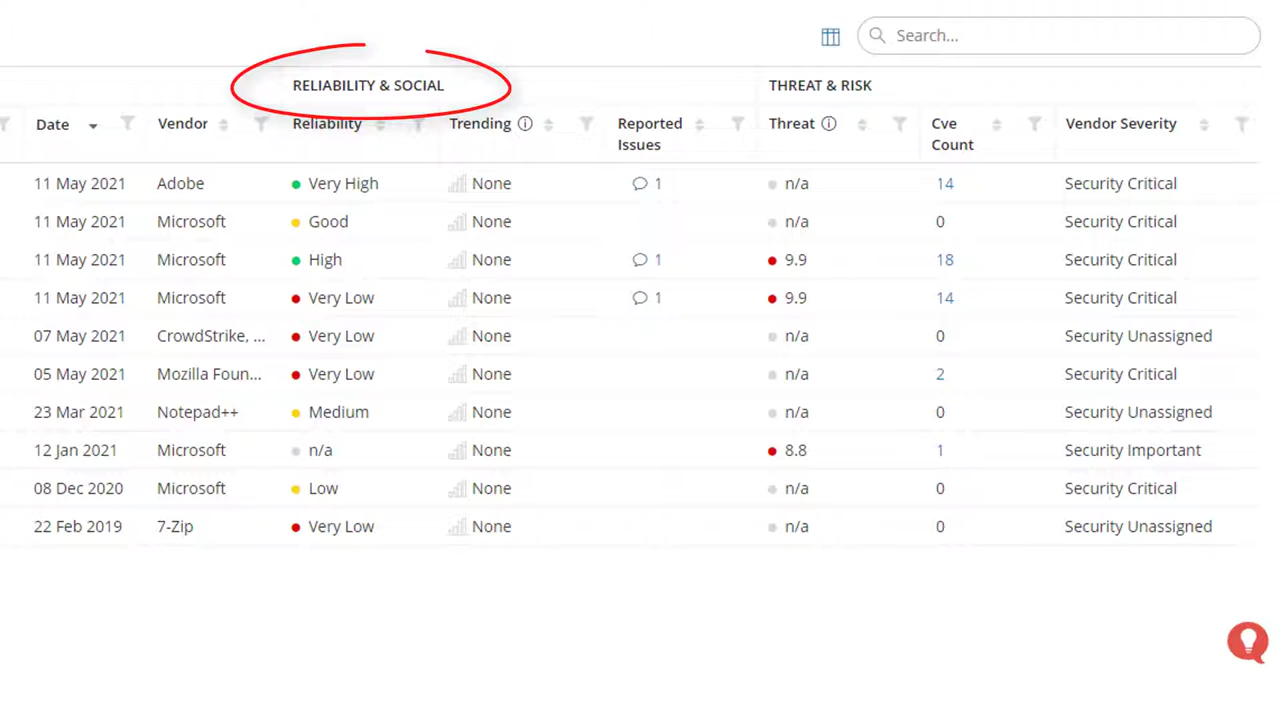 Search...
RELIABILITY & SOCIAL THREAT & RISK
Date Vendor Reliability Trending Reported Issues Threat Cve Count Vendor Severity
11 May 2021 Adobe Very High None 1 n/a 14 Security Critical
11 May 2021 Microsoft Good None n/a 0 Security Critical
11 May 2021 Microsoft High None 1 9.9 18 Security Critical
11 May 2021 Microsoft Very Low None 1 9.9 14 Security Critical
07 May 2021 CrowdStrike, ... Very Low None n/a 0 Security Unassigned
05 May 2021 Mozilla Foun... Very Low None n/a 2 Security Critical
23 Mar 2021 Notepad++ Medium None n/a 0 Security Unassigned
12 Jan 2021 Microsoft n/a None 8.8 1 Security Important
08 Dec 2020 Microsoft Low None n/a 0 Security Critical
22 Feb 2019 7-Zip Very Low None n/a 0 Security Unassigned